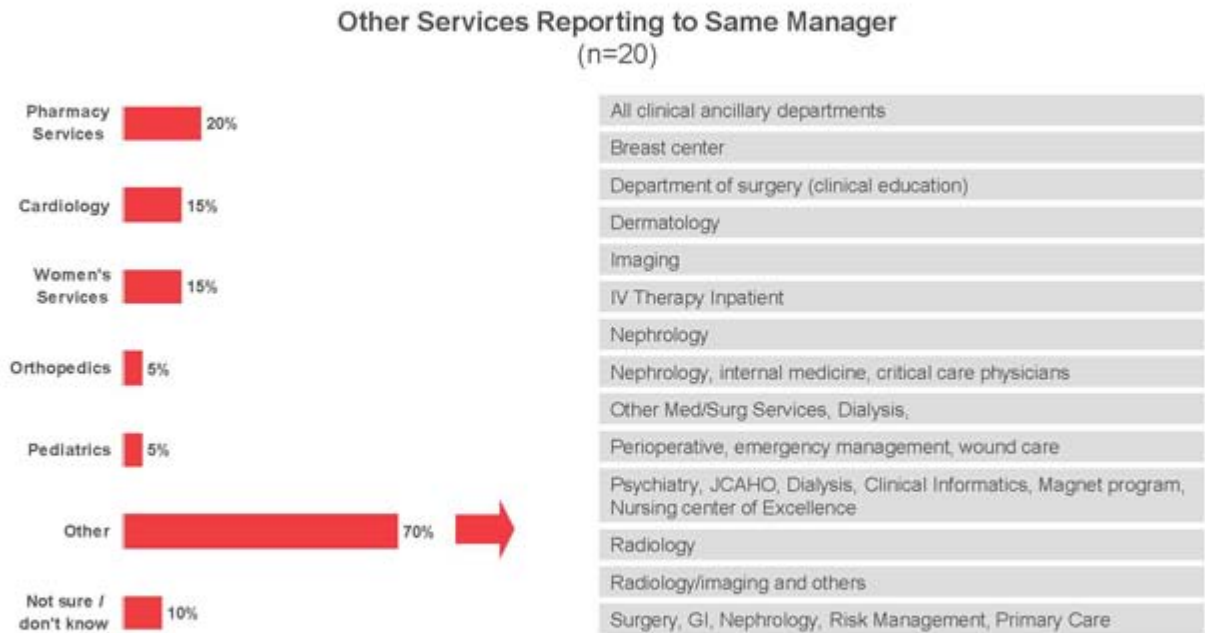 Other Services Reporting to Same Manager
(n=20)
Pharmacy
Services
20%
Cardiology
15%
Women's
Services
15%
Orthopedics
5%
Pediatrics
5%
Other
70%
Not sure /
don't know
10%
All clinical ancillary departments
Breast center
Department of surgery (clinical education)
Dermatology
Imaging
IV Therapy Inpatient
Nephrology
Nephrology, internal medicine, critical care physicians
Other Med/Surg Services, Dialysis,
Perioperative, emergency management, wound care
Psychiatry, JCAHO, Dialysis, Clinical Informatics, Magnet program,
Nursing center of Excellence
Radiology
Radiology/imaging and others
Surgery, GI, Nephrology, Risk Management, Primary Care